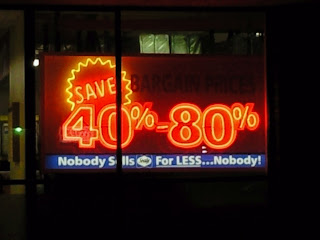 SAVE
BARGAIN PRICES
40%-80%
Nobody Sells For LESS...Nobody!